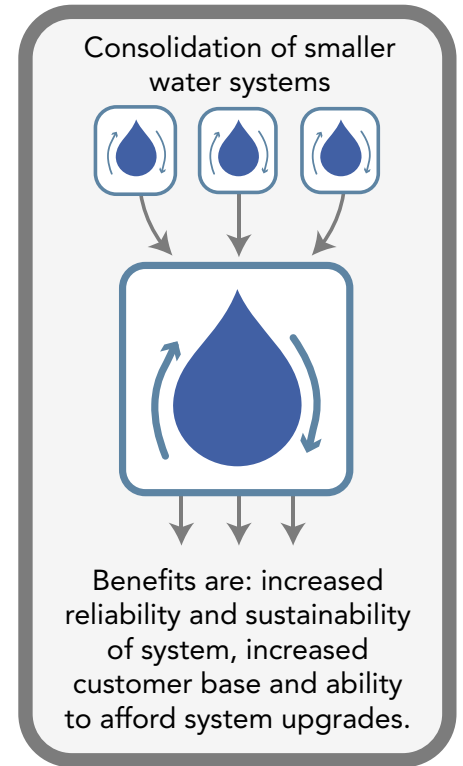 Consolidation of smaller
water systems
Benefits are: increased
reliability and sustainability
of system, increased
customer base and ability
to afford system upgrades.